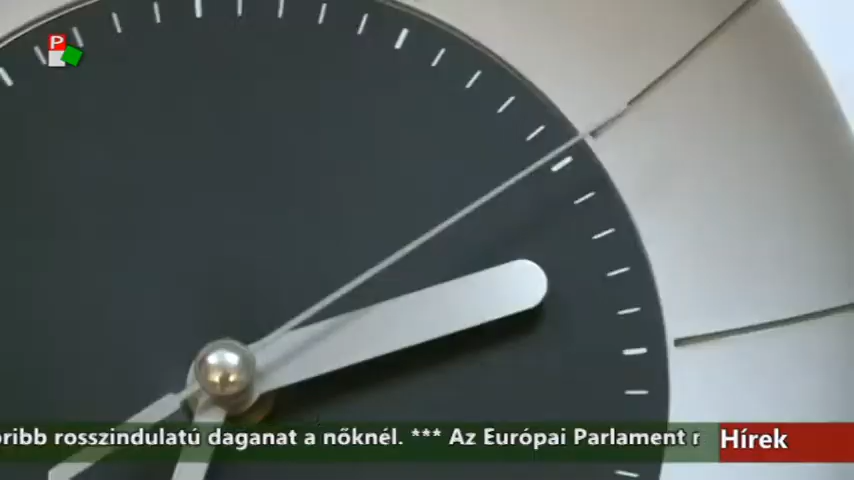 P
rosszindulatú daganat a nőknél. *** Az Európai Parlament
Hírek